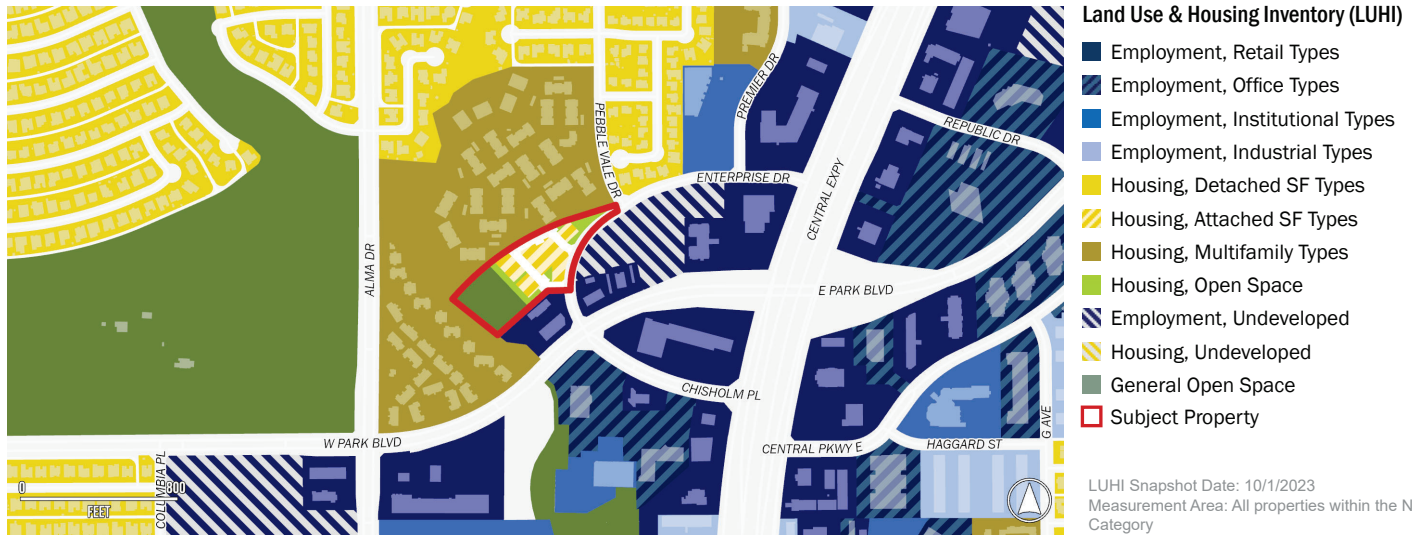 Land Use & Housing Inventory (LUHI)
Employment, Retail Types
Employment, Office Types
Employment, Institutional Types
Employment, Industrial Types
Housing, Detached SF Types
Housing, Attached SF Types
Housing, Multifamily Types
Housing, Open Space
Employment, Undeveloped
Housing, Undeveloped
General Open Space
Subject Property
LUHI Snapshot Date: 10/1/2023
Measurement Area: All properties within the N
Category
PREMIER DR
PEBBLE VALE DR
REPUBLIC DR
ENTERPRISE DR
CENTRAL EXPY
ALMA DR
E PARK BLVD
CHISHOLM PL
W PARK BLVD
CENTRAL PKWY E
HAGGARD ST
G AVE
COLUMBIA PL
0 800
FEET